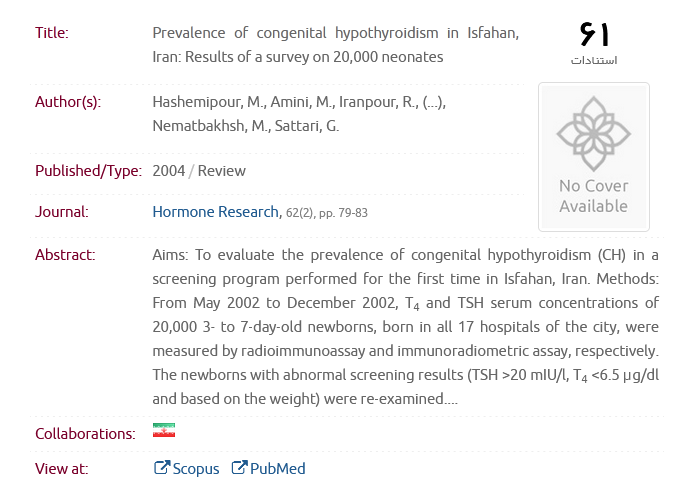 Title: Prevalence of congenital hypothyroidism in Isfahan,
Iran: Results of a survey on 20,000 neonates
۶۱
استنادات
Author(s): Hashemipour, M., Amini, M., Iranpour, R., (...),
Nematbakhsh, M., Sattari, G.
No Cover
Available
Published/Type: 2004 / Review
Journal: Hormone Research, 62(2), pp. 79-83
Abstract: Aims: To evaluate the prevalence of congenital hypothyroidism (CH) in a
screening program performed for the first time in Isfahan, Iran. Methods:
From May 2002 to December 2002, T4 and TSH serum concentrations of
20,000 3- to 7-day-old newborns, born in all 17 hospitals of the city, were
measured by radioimmunoassay and immunoradiometric assay, respectively.
The newborns with abnormal screening results (TSH >20 mIU/l, T4 <6.5 μg/dl
and based on the weight) were re-examined....
Collaborations:
View at: Scopus PubMed